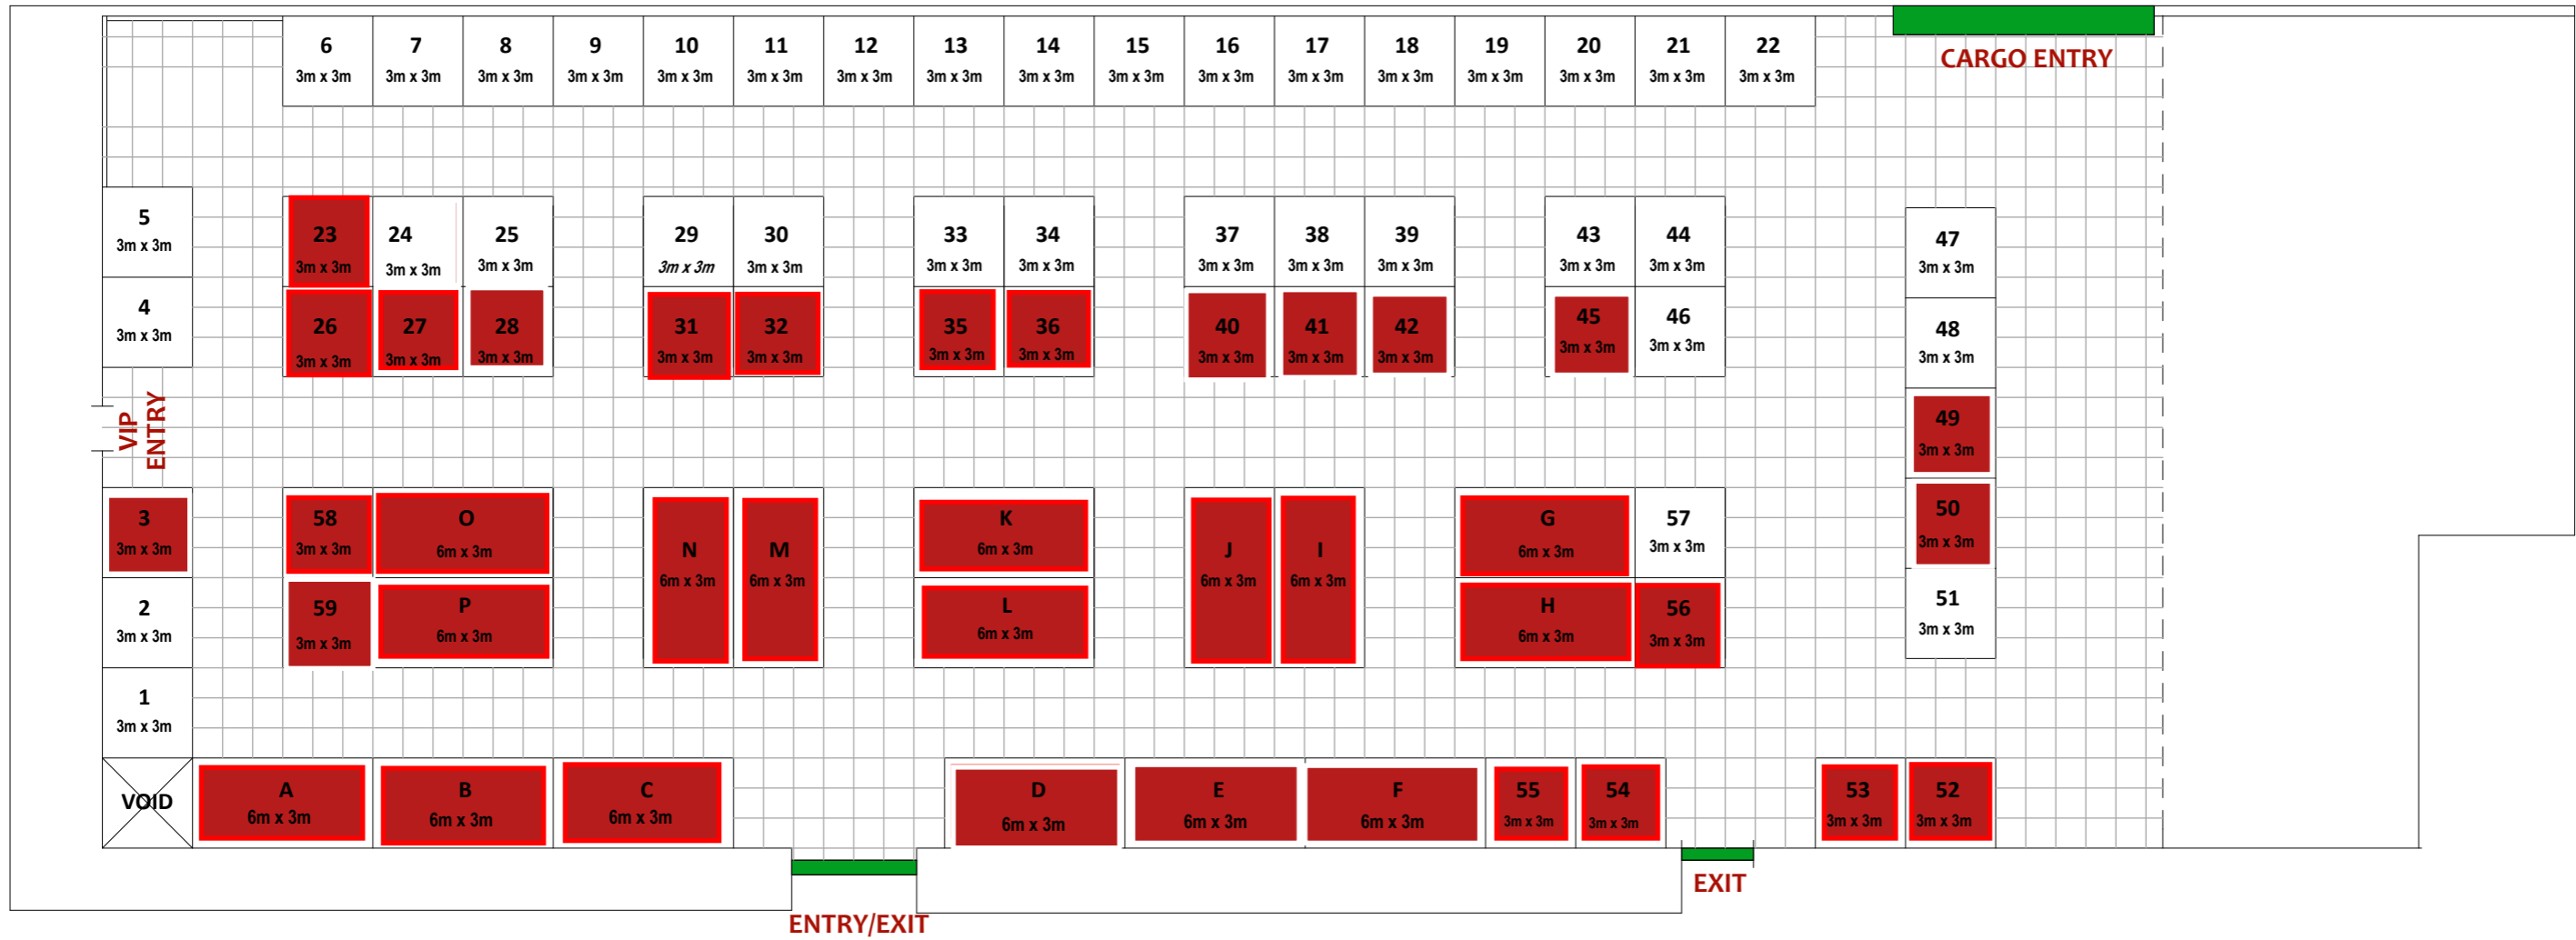 6 7 8 9 10 11 12 13 14 15 16 17 18 19 20 21 22
3m x 3m 3m x 3m 3m x 3m 3m x 3m 3m x 3m 3m x 3m 3m x 3m 3m x 3m 3m x 3m 3m x 3m 3m x 3m 3m x 3m 3m x 3m 3m x 3m 3m x 3m 3m x 3m 3m x 3m
CARGO ENTRY
5 23 24 25 29 30 33 34 37 38 39 43 44 47
3m x 3m 3m x 3m 3m x 3m 3m x 3m 3m x 3m 3m x 3m 3m x 3m 3m x 3m 3m x 3m 3m x 3m 3m x 3m 3m x 3m 3m x 3m 3m x 3m
4 26 27 28 31 32 35 36 40 41 42 45 46 48
3m x 3m 3m x 3m 3m x 3m 3m x 3m 3m x 3m 3m x 3m 3m x 3m 3m x 3m 3m x 3m 3m x 3m 3m x 3m 3m x 3m 3m x 3m 3m x 3m
VIP
ENTRY
49
3m x 3m
3 58 O N M K J I G 57 50
3m x 3m 3m x 3m 6m x 3m 6m x 3m 6m x 3m 6m x 3m 6m x 3m 6m x 3m 6m x 3m 3m x 3m 3m x 3m
2 59 P L H 56 51
3m x 3m 3m x 3m 6m x 3m 6m x 3m 6m x 3m 3m x 3m 3m x 3m
1
3m x 3m
VOID A B C D E F 55 54 53 52
6m x 3m 6m x 3m 6m x 3m 6m x 3m 6m x 3m 6m x 3m 3m x 3m 3m x 3m 3m x 3m 3m x 3m
EXIT
ENTRY/EXIT